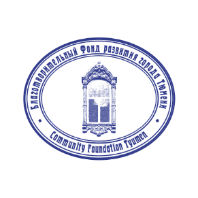 Благотворительный Фонд развития города Тюмени
Community Foundation Tyumen